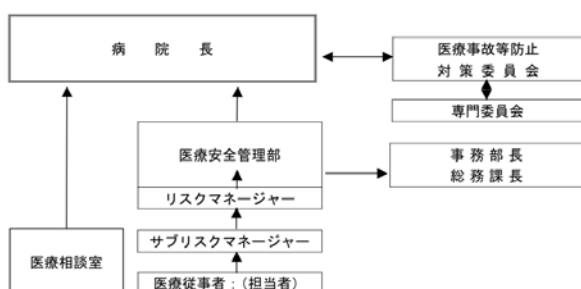 病 院 長
医療事故等防止
対 策 委 員 会
専門委員会
医療安全管理部
事 務 部 長
総 務 課 長
リスクマネージャー
サブリスクマネージャー
医療相談室
医療従事者：(担当者)